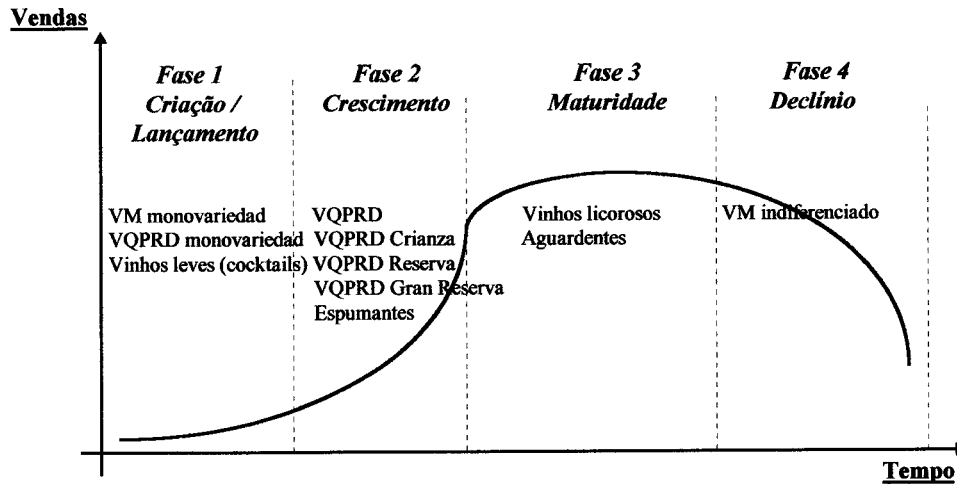 Vendas
Fase 1
Criação /
Lançamento
Fase 2
Crescimento
Fase 3
Maturidade
Fase 4
Declínio
VM monovariedad
VQPRD monovariedad
Vinhos leves (cocktails)
VQPRD
VQPRD Crianza
VQPRD Reserva
VQPRD Gran Reserva
Espumantes
Vinhos licorosos
Aguardentes
VM indiferenciado
Tempo